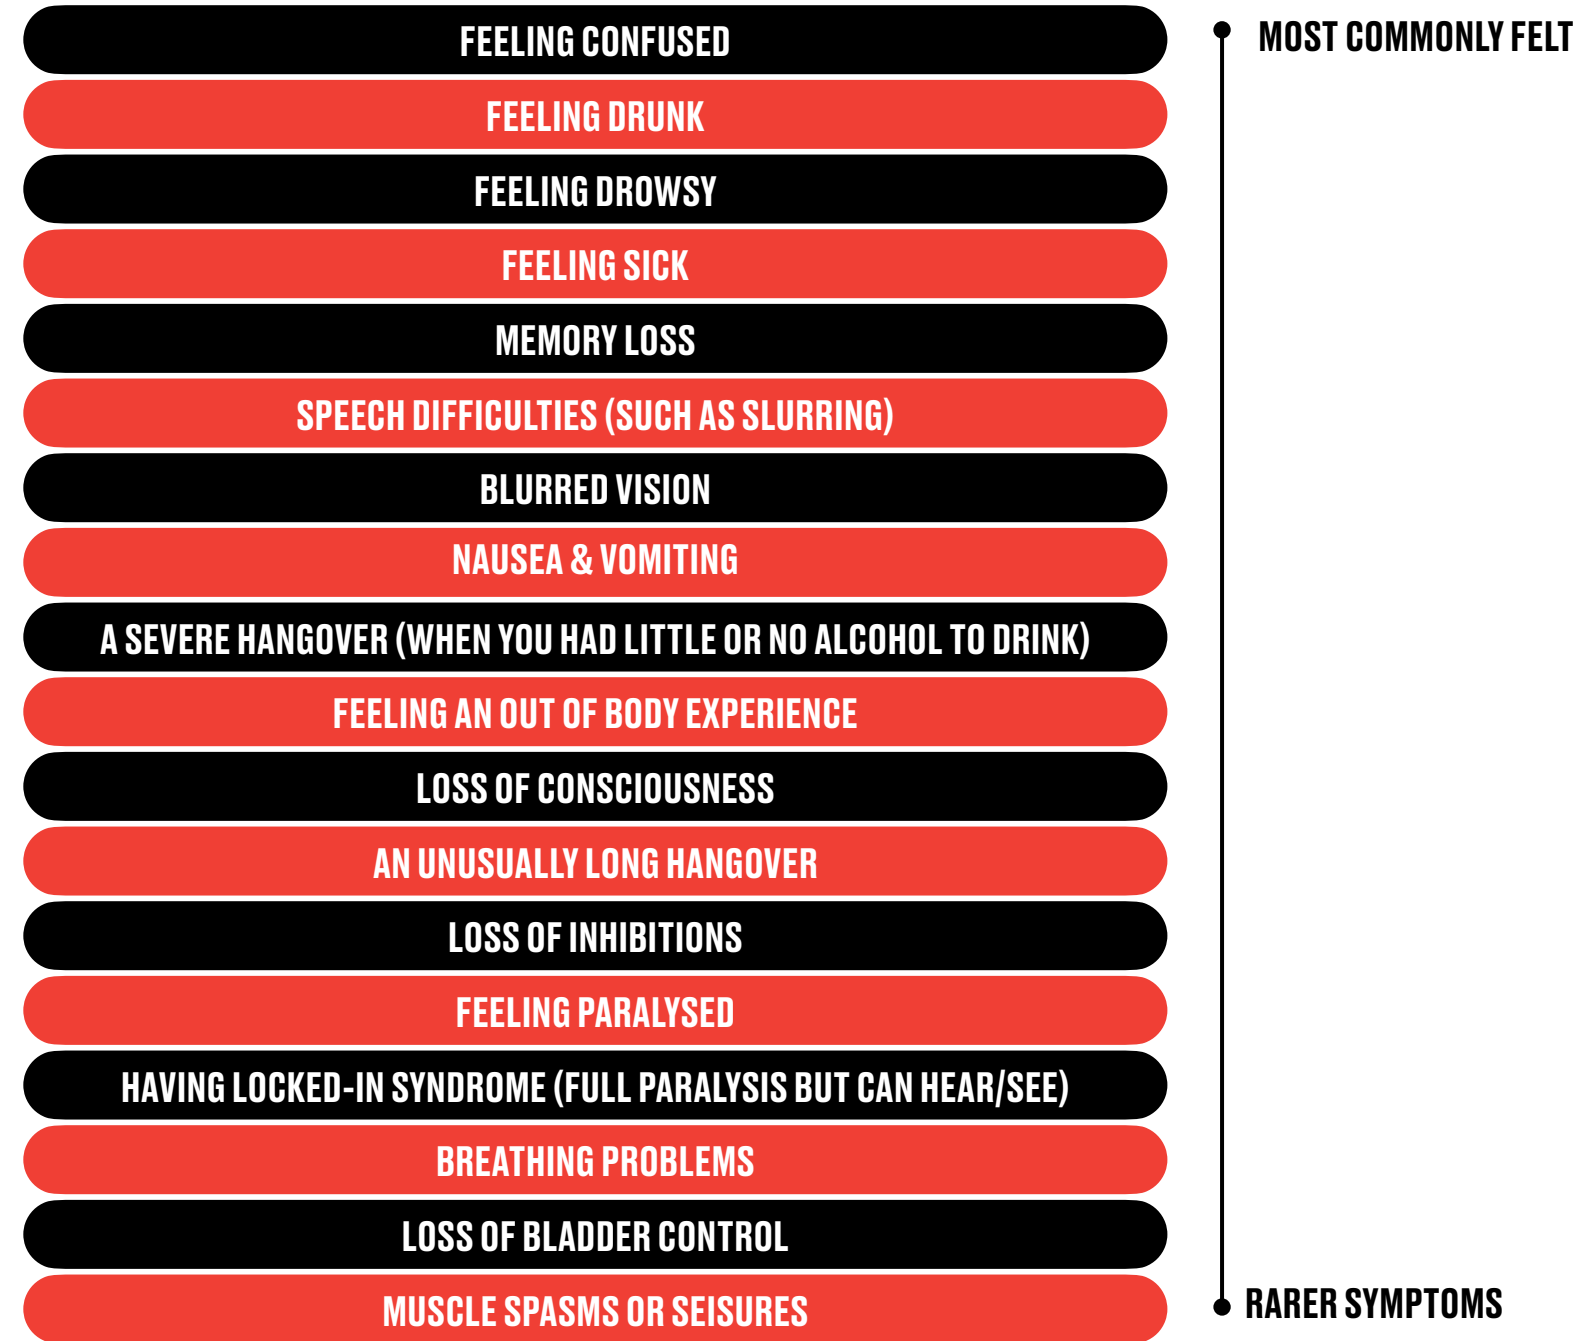 FEELING CONFUSED
MOST COMMONLY FELT
FEELING DRUNK
FEELING DROWSY
FEELING SICK
MEMORY LOSS
SPEECH DIFFICULTIES (SUCH AS SLURRING)
BLURRED VISION
NAUSEA & VOMITING
A SEVERE HANGOVER (WHEN YOU HAD LITTLE OR NO ALCOHOL TO DRINK)
FEELING AN OUT OF BODY EXPERIENCE
LOSS OF CONSCIOUSNESS
AN UNUSUALLY LONG HANGOVER
LOSS OF INHIBITIONS
FEELING PARALYSED
HAVING LOCKED-IN SYNDROME (FULL PARALYSIS BUT CAN HEAR/SEE)
BREATHING PROBLEMS
LOSS OF BLADDER CONTROL
MUSCLE SPASMS OR SEISURES
RARER SYMPTOMS